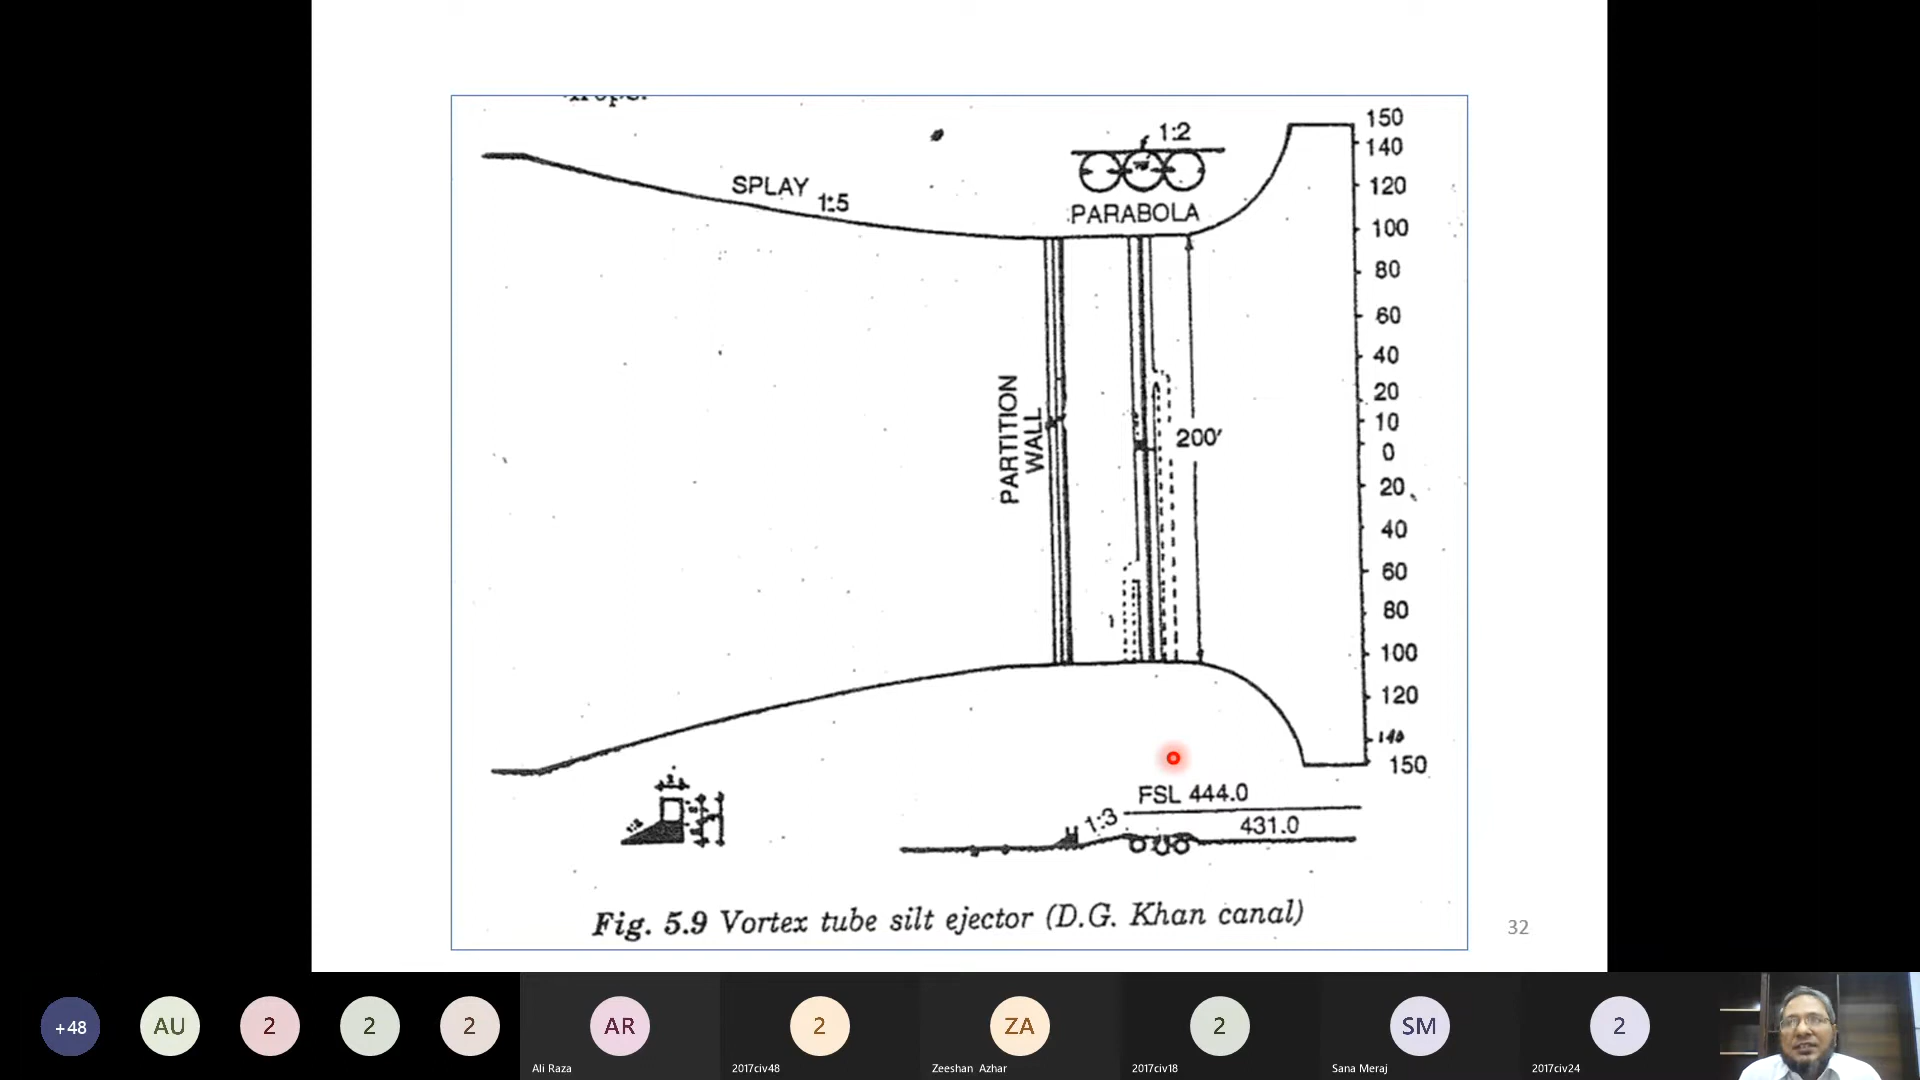 1:2
150
140
SPLAY
1:5
120
PARABOLA
100
80
60
40
20
PARTITION
WALL
10
200'
0
20
40
60
80
100
120
140
150
FSL 444.0
1:3
431.0
Fig. 5.9 Vortex tube silt ejector (D.G. Khan canal)
32
+48
AU
2
2
2
AR
2
ZA
2
SM
2
Ali Raza
2017civ48
Zeeshan Azhar
2017civ18
Sana Meraj
2017civ24